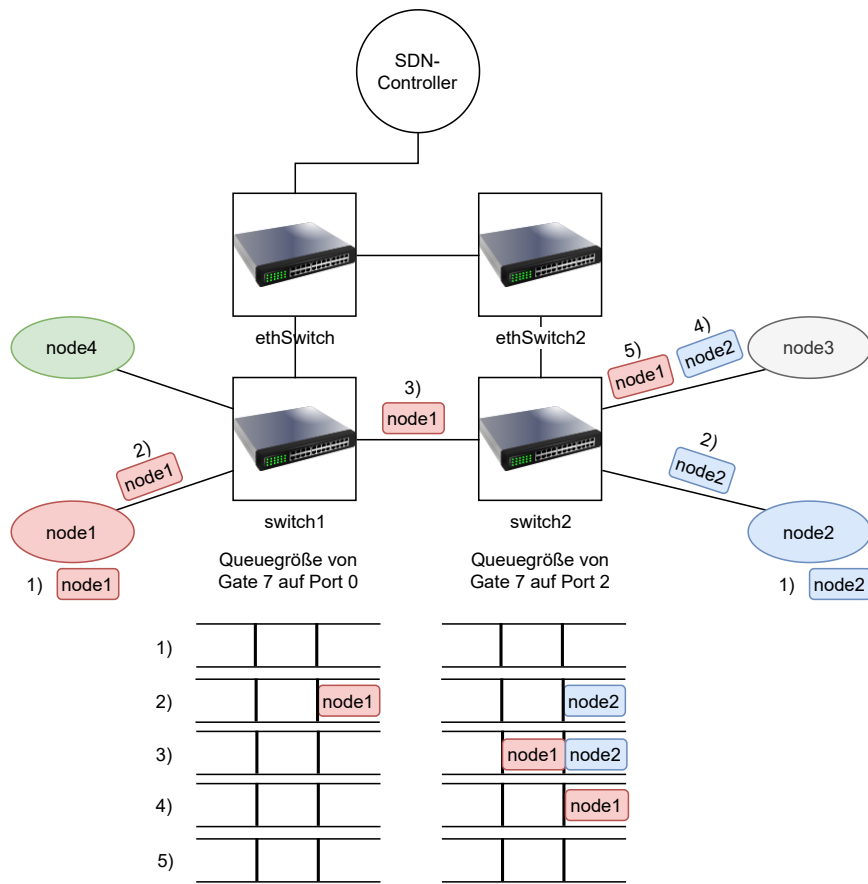 SDN-
Controller
ethSwitch
ethSwitch2
node4
node3
4)
5)
node2
node1
3)
node1
2)
node1
2)
node2
node1
switch1
switch2
node2
1) node1
1) node2
Queuegröße von
Gate 7 auf Port 0
Queuegröße von
Gate 7 auf Port 2
1)
2) node1 node2
3) node1 node2
4) node1
5)